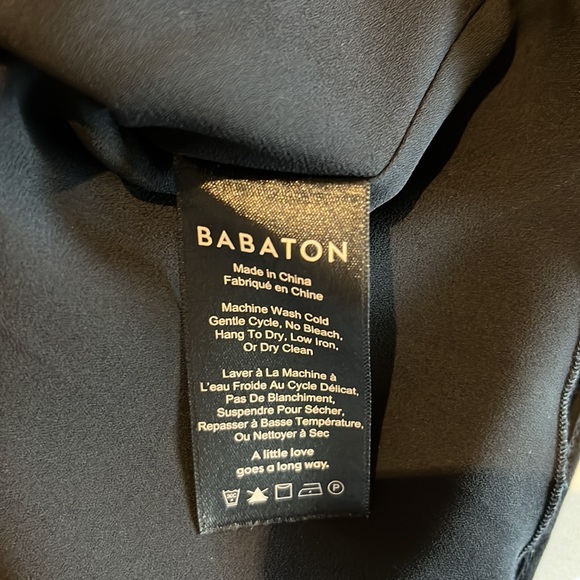 BABATON
Made in China
Fabriqué en Chine
Machine Wash Cold
Gentle Cycle, No Bleach,
Hang To Dry, Low Iron,
Or Dry Clean
Laver à La Machine à
L'eau Froide Au Cycle Délicat,
Pas De Blanchiment,
Suspendre Pour Sécher,
Repasser à Basse Température,
Ou Nettoyer à Sec
A little love
goes a long way.